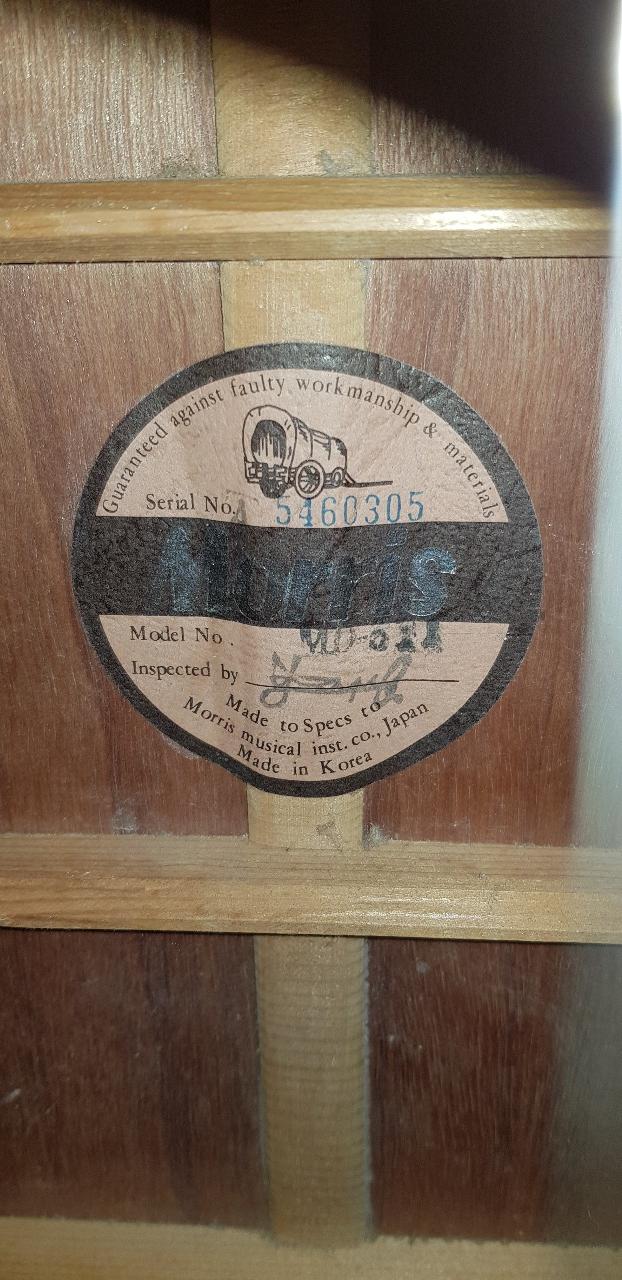 Guaranteed against faulty workmanship & materials
Serial No. 5460305
Morris
Model No.
Inspected by
Made to Specs to
Morris musical inst. co., Japan
Made in Korea